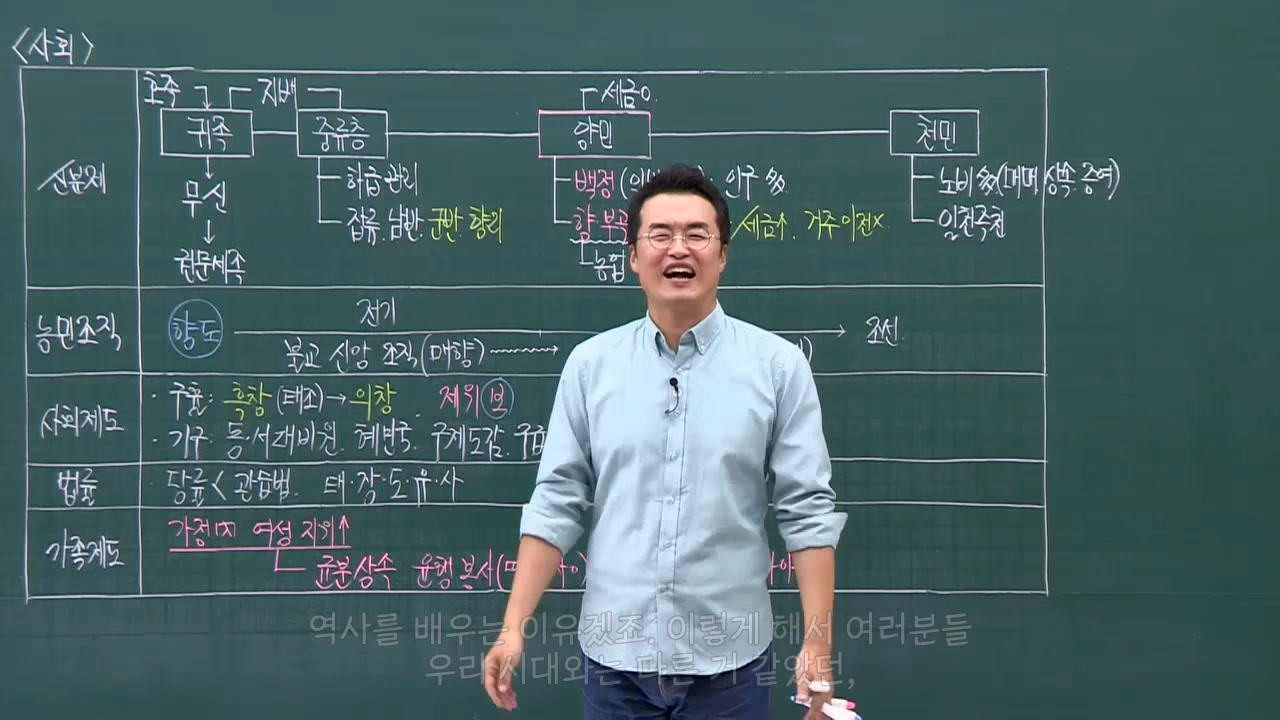 <사회>
호족 지배 세금○.
귀족 중류층 양민 천민
신분제
무신 하급 관리 백정 인구 多. 노비 多(매매 상속 증여)
잡류. 남반. 군반. 향리 향. 부곡 세금↑. 거주이전×. 일천즉천
권문세족 농업
농민조직 향도 전기 조선.
불교 신앙 조직(매향)
사회제도 · 구휼: 흑창(태조)→의창 제위보
· 기구: 동·서대비원. 혜민국. 구제도감.
법률 당률<관습법. 태·장·도·유·사
가족제도 가정 내 여성 지위↑
균분상속. 윤행 봉사
역사를 배우는 이유겠죠. 이렇게 해서 여러분들
우리 시대와는 다른 거 같았던,